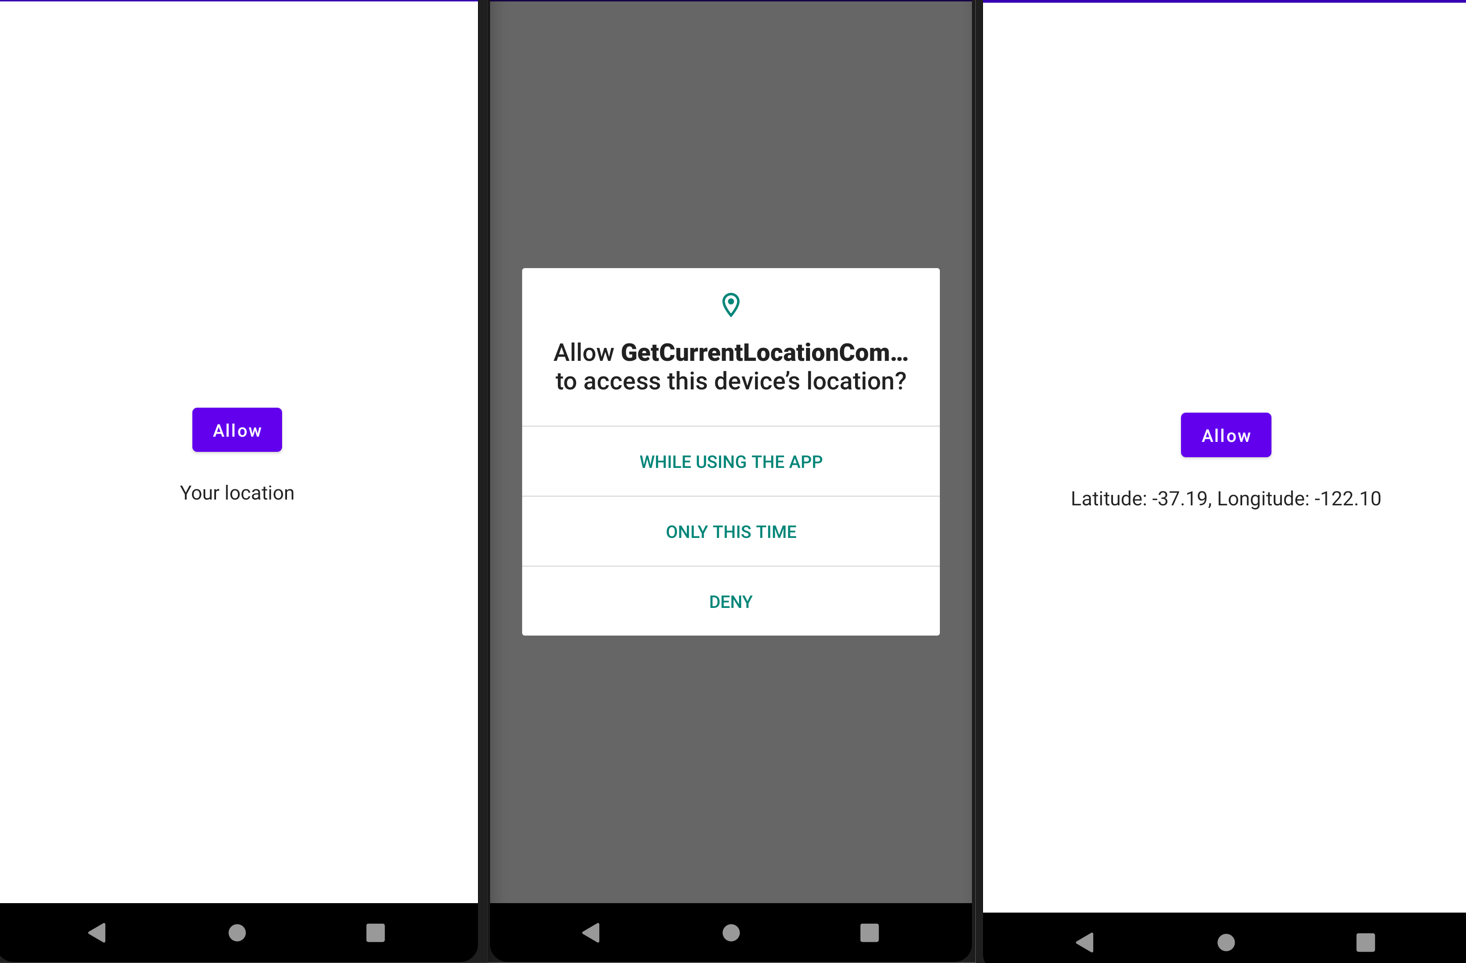 Allow
Your location
Allow GetCurrentLocationCom...
to access this device’s location?
WHILE USING THE APP
ONLY THIS TIME
DENY
Allow
Latitude: -37.19, Longitude: -122.10